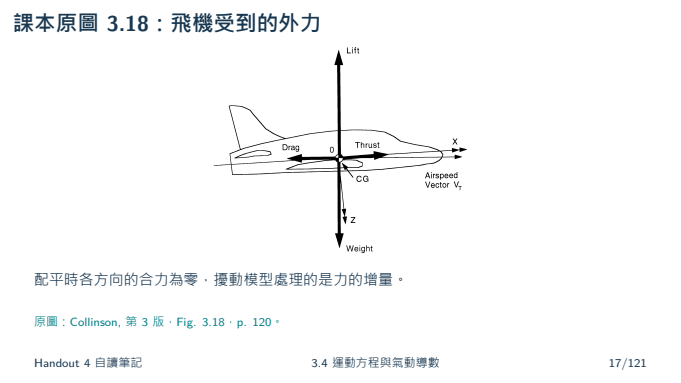 課本原圖 3.18：飛機受到的外力
Lift
Drag
0
Thrust
X
CG
Airspeed
Vector V_T
Z
Weight
配平時各方向的合力為零，擾動模型處理的是力的增量。
原圖：Collinson, 第 3 版，Fig. 3.18，p. 120。
Handout 4 自讀筆記
3.4 運動方程與氣動導數
17/121